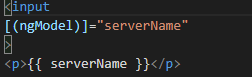 <input
[(ngModel)]="serverName"
>
<p>{{ serverName }}</p>